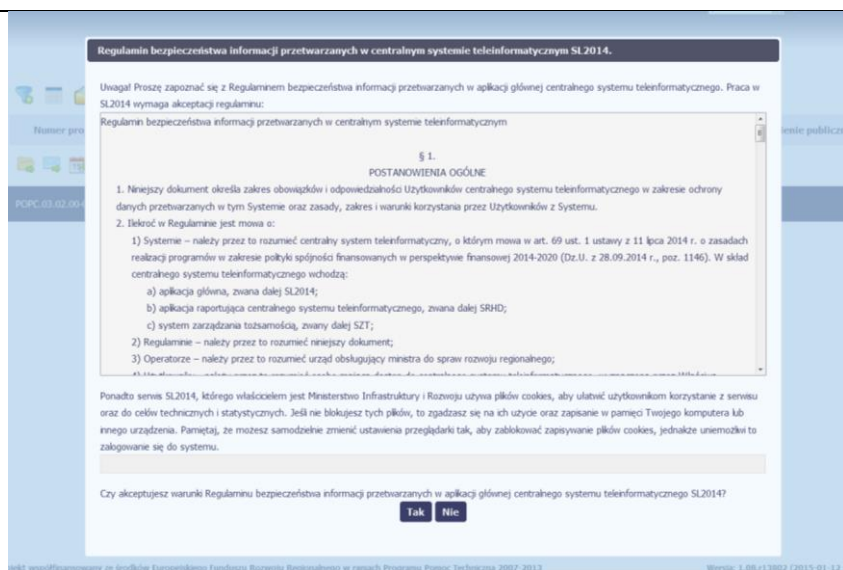 Regulamin bezpieczeństwa informacji przetwarzanych w centralnym systemie teleinformatycznym SL2014.
Uwaga! Proszę zapoznać się z Regulaminem bezpieczeństwa informacji przetwarzanych w aplikacji głównej centralnego systemu teleinformatycznego. Praca w
SL2014 wymaga akceptacji regulaminu:
Numer pro
enie publiczn
Regulamin bezpieczeństwa informacji przetwarzanych w centralnym systemie teleinformatycznym
§ 1.
POSTANOWIENIA OGÓLNE
1. Niniejszy dokument określa zakres obowiązków i odpowiedzialności Użytkowników centralnego systemu teleinformatycznego w zakresie ochrony
danych przetwarzanych w tym Systemie oraz zasady, zakres i warunki korzystania przez Użytkowników z Systemu.
2. Ilekroć w Regulaminie jest mowa o:
POPC.03.02.00-
1) Systemie – należy przez to rozumieć centralny system teleinformatyczny, o którym mowa w art. 69 ust. 1 ustawy z 11 lipca 2014 r. o zasadach
realizacji programów w zakresie polityki spójności finansowanych w perspektywie finansowej 2014-2020 (Dz.U. z 28.09.2014 r., poz. 1146). W skład
centralnego systemu teleinformatycznego wchodzą:
a) aplikacja główna, zwana dalej SL2014;
b) aplikacja raportująca centralnego systemu teleinformatycznego, zwana dalej SRHD;
c) system zarządzania tożsamością, zwany dalej SZT;
2) Regulaminie – należy przez to rozumieć niniejszy dokument;
3) Operatorze – należy przez to rozumieć urząd obsługujący ministra do spraw rozwoju regionalnego;
Ponadto serwis SL2014, którego właścicielem jest Ministerstwo Infrastruktury i Rozwoju używa plików cookies, aby ułatwić użytkownikom korzystanie z serwisu
oraz do celów technicznych i statystycznych. Jeśli nie blokujesz tych plików, to zgadzasz się na ich użycie oraz zapisanie w pamięci Twojego komputera lub
innego urządzenia. Pamiętaj, że możesz samodzielnie zmienić ustawienia przeglądarki tak, aby zablokować zapisywanie plików cookies, jednakże uniemożliwi to
zalogowanie się do systemu.
Czy akceptujesz warunki Regulaminu bezpieczeństwa informacji przetwarzanych w aplikacji głównej centralnego systemu teleinformatycznego SL2014?
Tak Nie